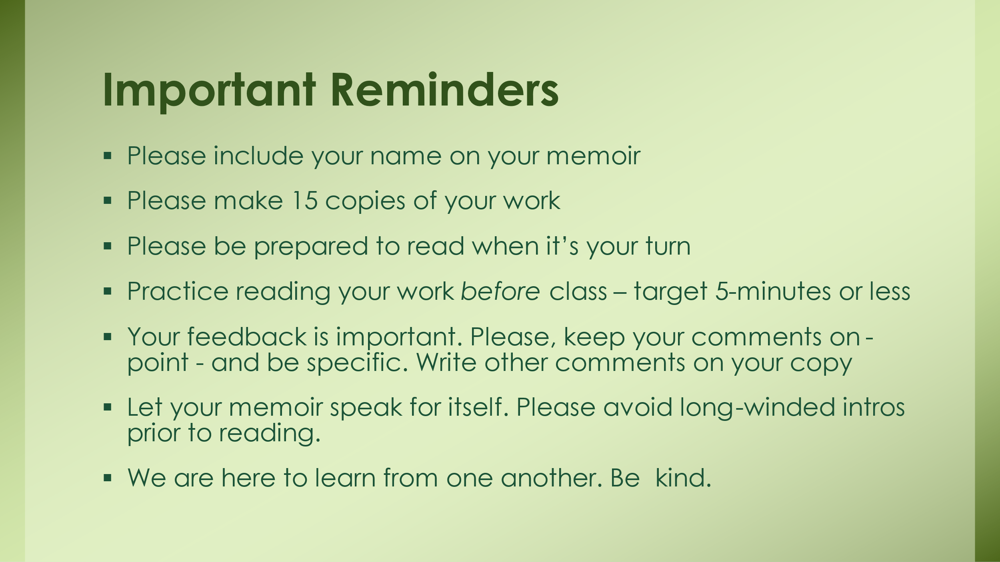 Important Reminders
▪ Please include your name on your memoir
▪ Please make 15 copies of your work
▪ Please be prepared to read when it’s your turn
▪ Practice reading your work before class – target 5-minutes or less
▪ Your feedback is important. Please, keep your comments on-
point - and be specific. Write other comments on your copy
▪ Let your memoir speak for itself. Please avoid long-winded intros
prior to reading.
▪ We are here to learn from one another. Be  kind.